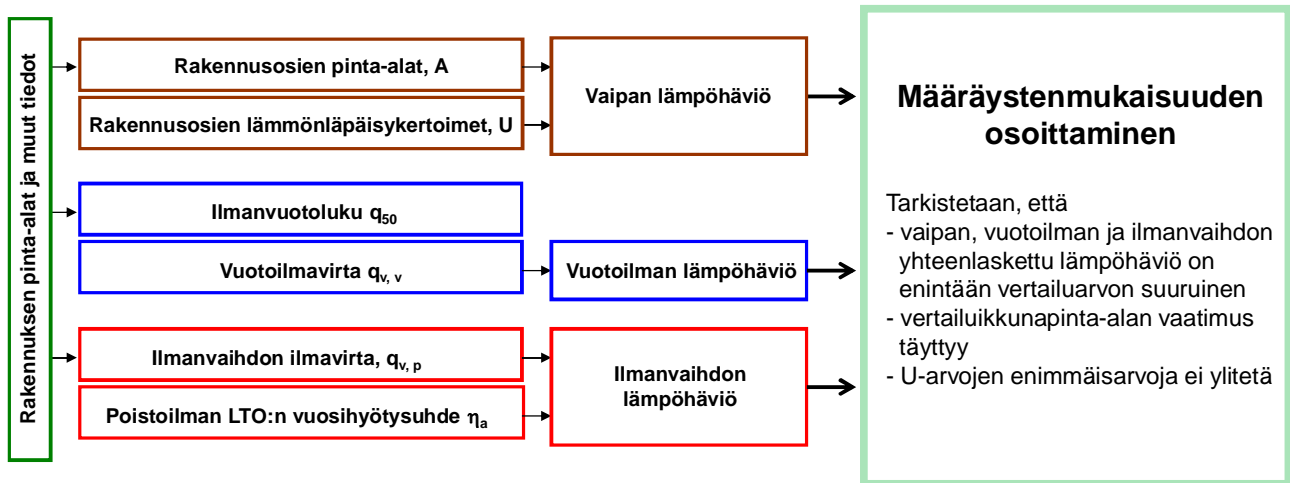 Rakennuksen pinta-alat ja muut tiedot
Rakennusosien pinta-alat, A
Rakennusosien lämmönläpäisykertoimet, U
Vaipan lämpöhäviö
Ilmanvuotoluku q50
Vuotoilmavirta qv, v
Vuotoilman lämpöhäviö
Ilmanvaihdon ilmavirta, qv, p
Poistoilman LTO:n vuosihyötysuhde ηa
Ilmanvaihdon
lämpöhäviö
Määräystenmukaisuuden
osoittaminen
Tarkistetaan, että
- vaipan, vuotoilman ja ilmanvaihdon
yhteenlaskettu lämpöhäviö on
enintään vertailuarvon suuruinen
- vertailuikkunapinta-alan vaatimus
täyttyy
- U-arvojen enimmäisarvoja ei ylitetä